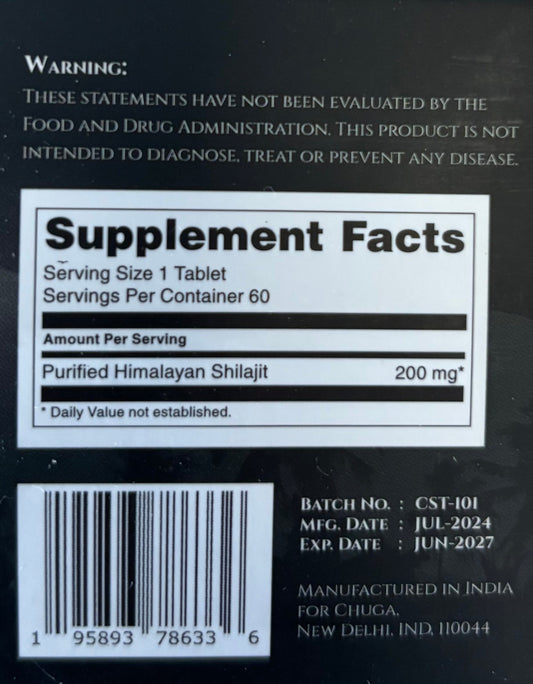 WARNING:
THESE STATEMENTS HAVE NOT BEEN EVALUATED BY THE
FOOD AND DRUG ADMINISTRATION. THIS PRODUCT IS NOT
INTENDED TO DIAGNOSE, TREAT OR PREVENT ANY DISEASE.
Supplement Facts
Serving Size 1 Tablet
Servings Per Container 60
Amount Per Serving
Purified Himalayan Shilajit 200 mg*
* Daily Value not established.
BATCH NO. : CST-101
MFG. DATE : JUL-2024
EXP. DATE : JUN-2027
MANUFACTURED IN INDIA
FOR CHUGA,
NEW DELHI, IND, 110044
1 95893 78633 6